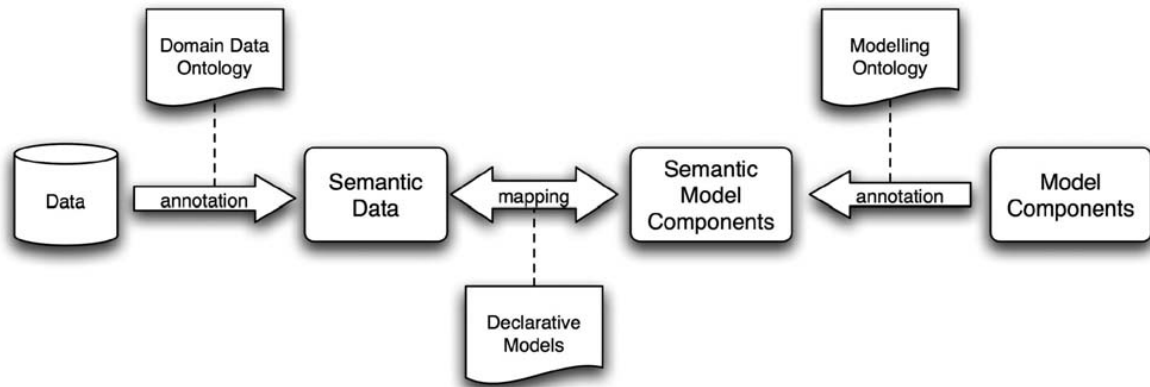 Domain Data
Ontology
Modelling
Ontology
Data
annotation
Semantic
Data
mapping
Semantic
Model
Components
annotation
Model
Components
Declarative
Models